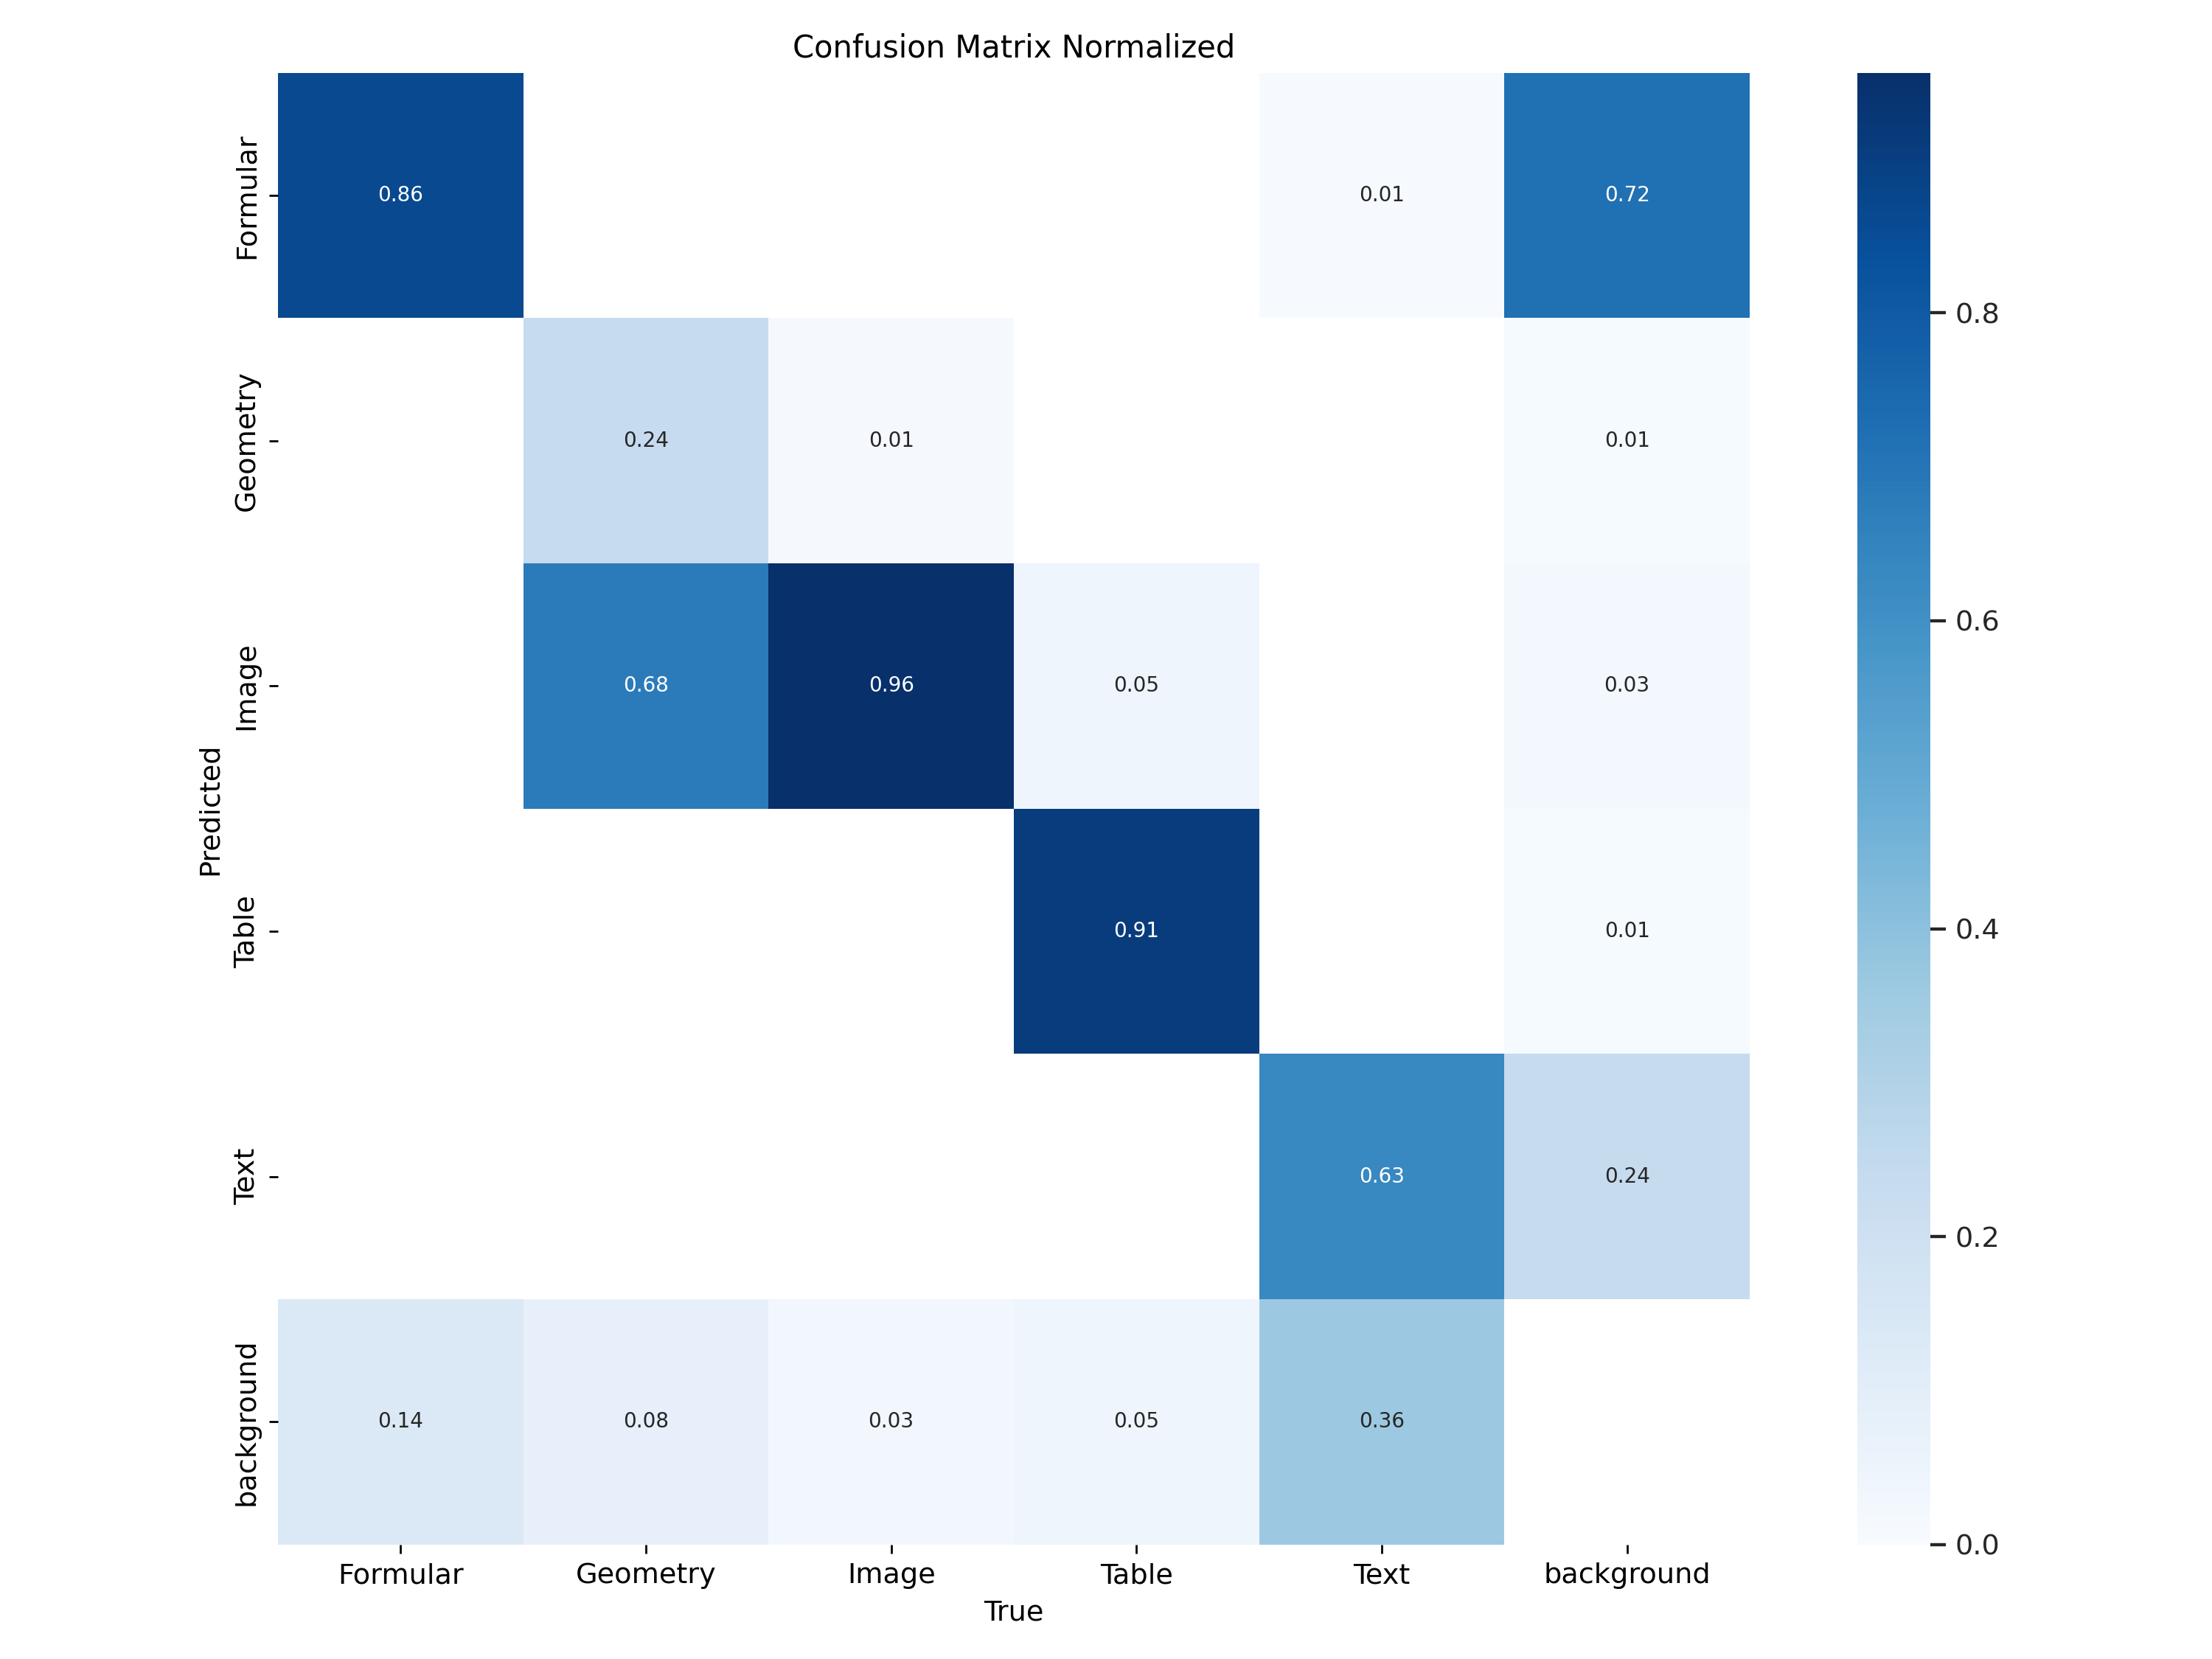 Confusion Matrix Normalized
Predicted
Formular
0.86
0.01
0.72
Geometry
0.24
0.01
0.01
Image
0.68
0.96
0.05
0.03
Table
0.91
0.01
Text
0.63
0.24
background
0.14
0.08
0.03
0.05
0.36
Formular
Geometry
Image
Table
Text
background
True
0.8
0.6
0.4
0.2
0.0